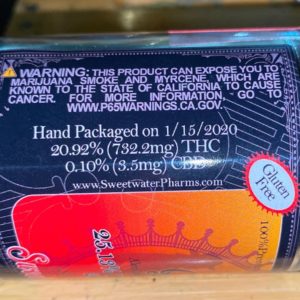 WARNING: THIS PRODUCT CAN EXPOSE YOU TO
MARIJUANA SMOKE AND MYRCENE, WHICH ARE
KNOWN TO THE STATE OF CALIFORNIA TO CAUSE
CANCER. FOR MORE INFORMATION, GO TO
WWW.P65WARNINGS.CA.GOV.
Hand Packaged on 1/15/2020
20.92% (732.2mg) THC
0.10% (3.5mg) CBD
www.SweetwaterPharms.com
Gluten
Free